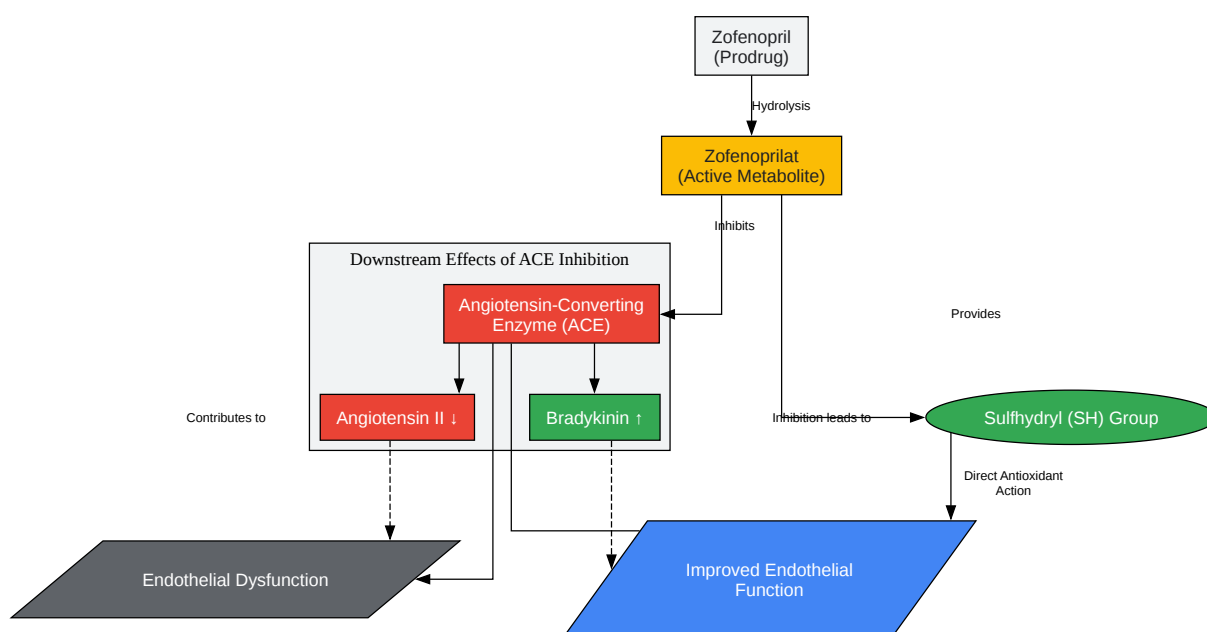 Zofenopril
(Prodrug)
Hydrolysis
Zofenoprilat
(Active Metabolite)
Inhibits
Downstream Effects of ACE Inhibition
Angiotensin-Converting
Enzyme (ACE)
Provides
Angiotensin II ↓
Bradykinin ↑
Contributes to
Inhibition leads to
Sulfhydryl (SH) Group
Direct Antioxidant
Action
Endothelial Dysfunction
Improved Endothelial
Function